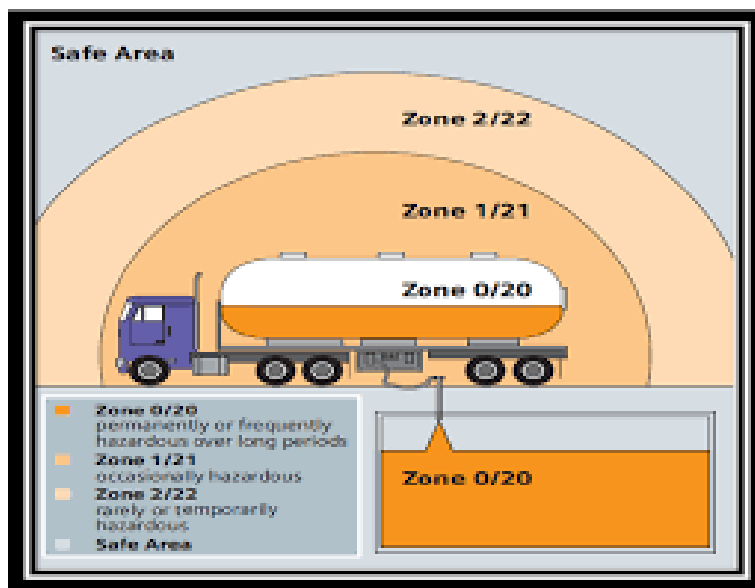 Safe Area
Zone 2/22
Zone 1/21
Zone 0/20
Zone 0/20
permanently or frequently
hazardous over long periods
Zone 1/21
occasionally hazardous
Zone 2/22
rarely or temporarily
hazardous
Safe Area
Zone 0/20